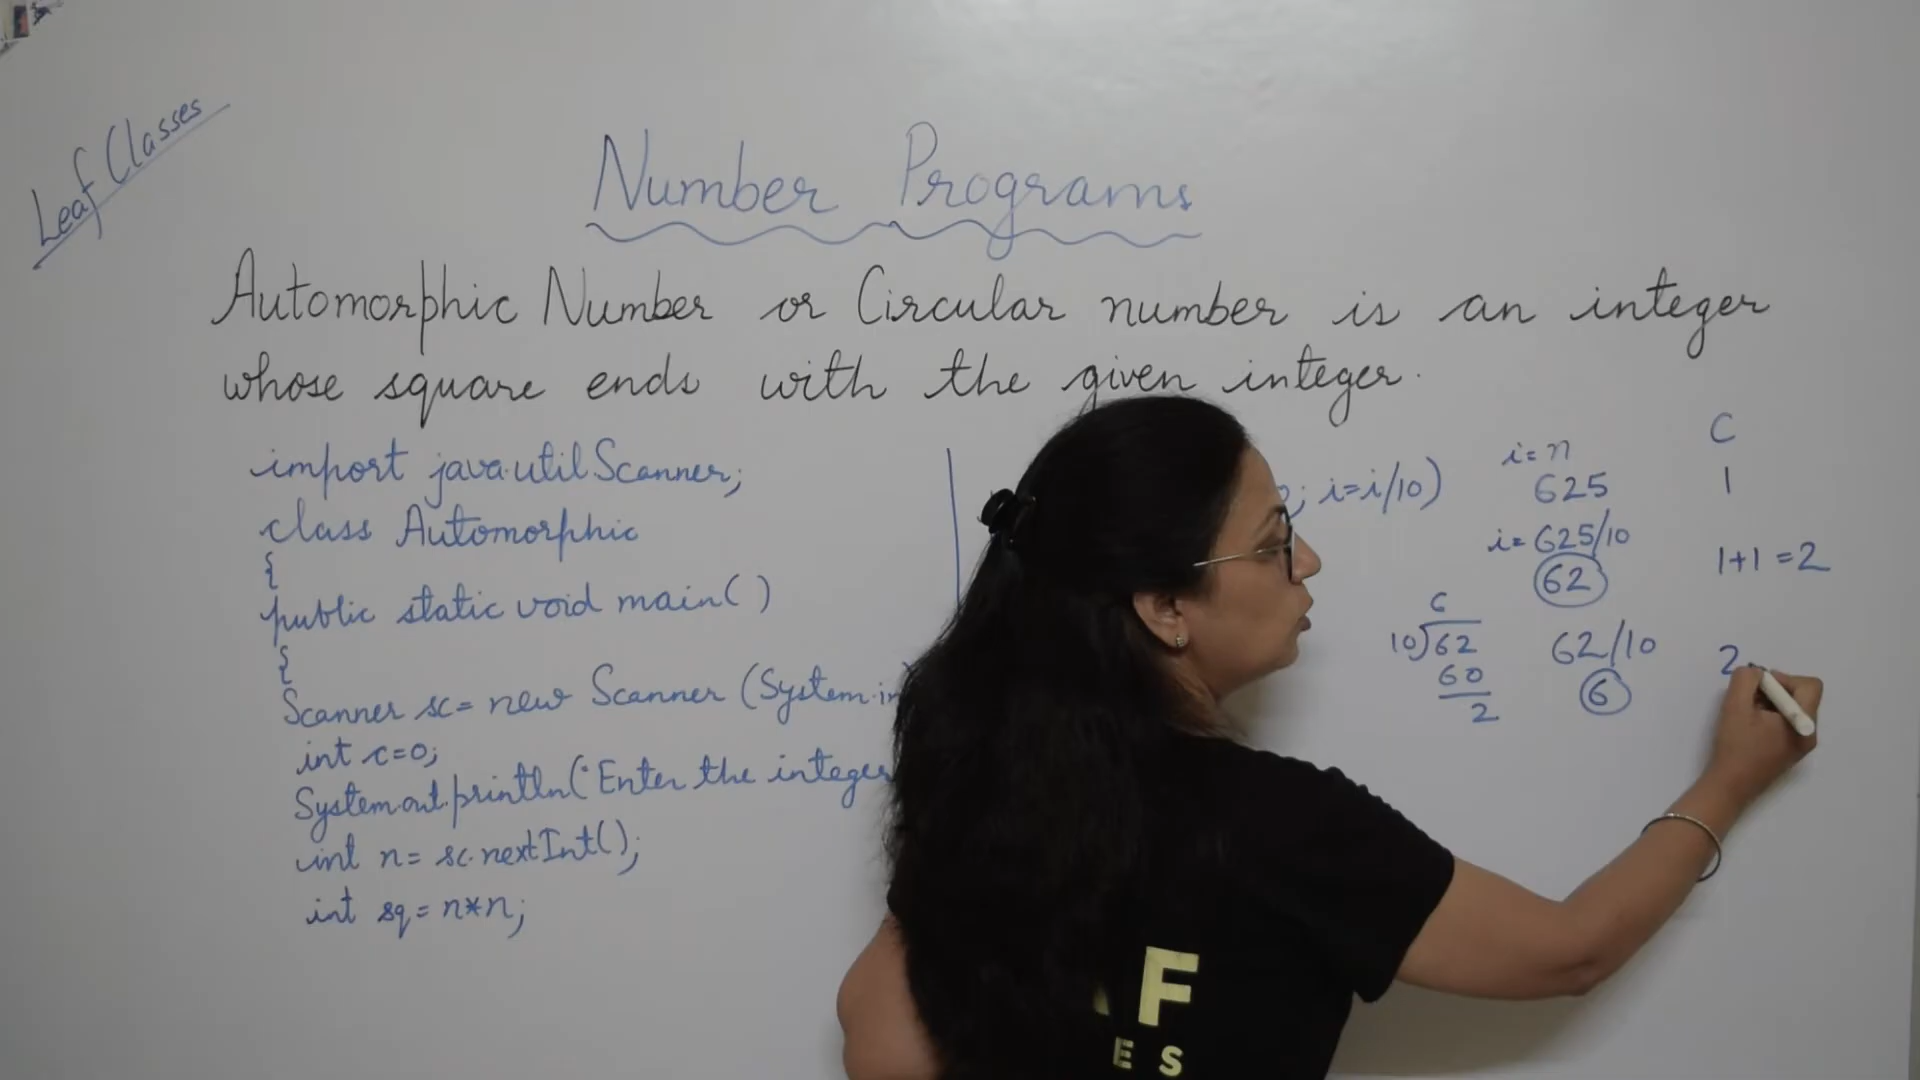 Leaf Classes
Number Programs
Automorphic Number or Circular number is an integer
whose square ends with the given integer.
import java.util.Scanner;
class Automorphic
{
public static void main()
{
Scanner sc= new Scanner (System.in
int c=0;
System.out.println("Enter the integer
int n= sc.nextInt();
int sq= n*n;
; i=i/10)
i=n
625
i= 625/10
62
6
10)62
60
2
62/10
6
C
1
1+1=2
2
F
E S